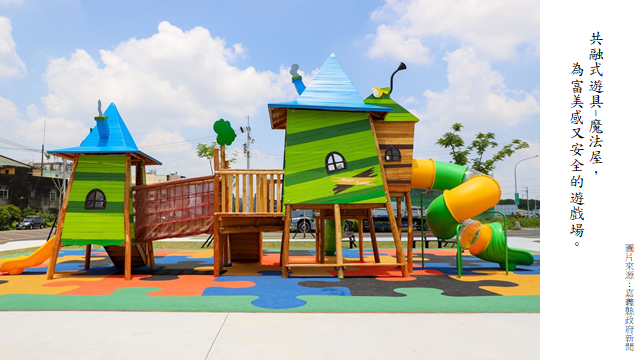 共融式遊具-魔法屋，
為富美感又安全的遊戲場。
圖片來源：嘉義縣政府新聞